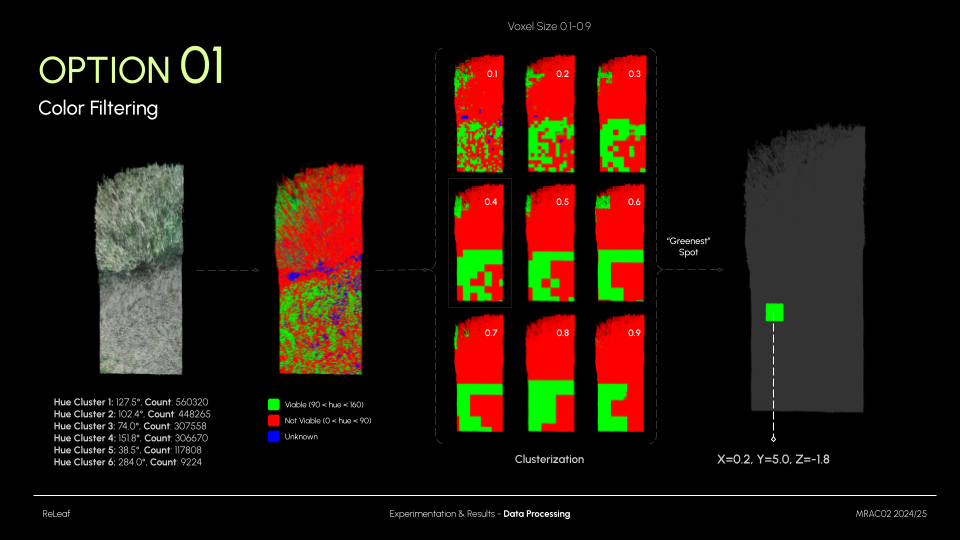 OPTION 01
Color Filtering
Voxel Size 0.1-0.9
0.1
0.2
0.3
0.4
0.5
0.6
0.7
0.8
0.9
"Greenest"
Spot
Hue Cluster 1: 127.5°, Count: 560320
Hue Cluster 2: 102.4°, Count: 448265
Hue Cluster 3: 74.0°, Count: 307558
Hue Cluster 4: 151.8°, Count: 306670
Hue Cluster 5: 38.5°, Count: 117808
Hue Cluster 6: 284.0°, Count: 9224
Viable (90 < hue < 160)
Not Viable (0 < hue < 90)
Unknown
Clusterization
X=0.2, Y=5.0, Z=-1.8
ReLeaf
Experimentation & Results - Data Processing
MRAC02 2024/25